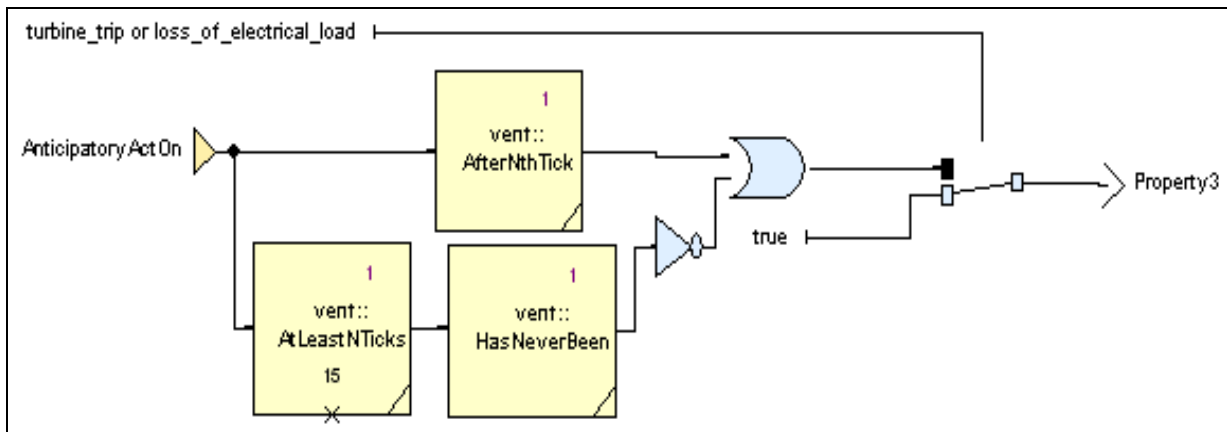 turbine_trip or loss_of_electrical_load
1
vent::
AfterNthTick
AnticipatoryActOn
Property3
true
1
vent::
AtLeastNTicks
15
1
vent::
HasNeverBeen